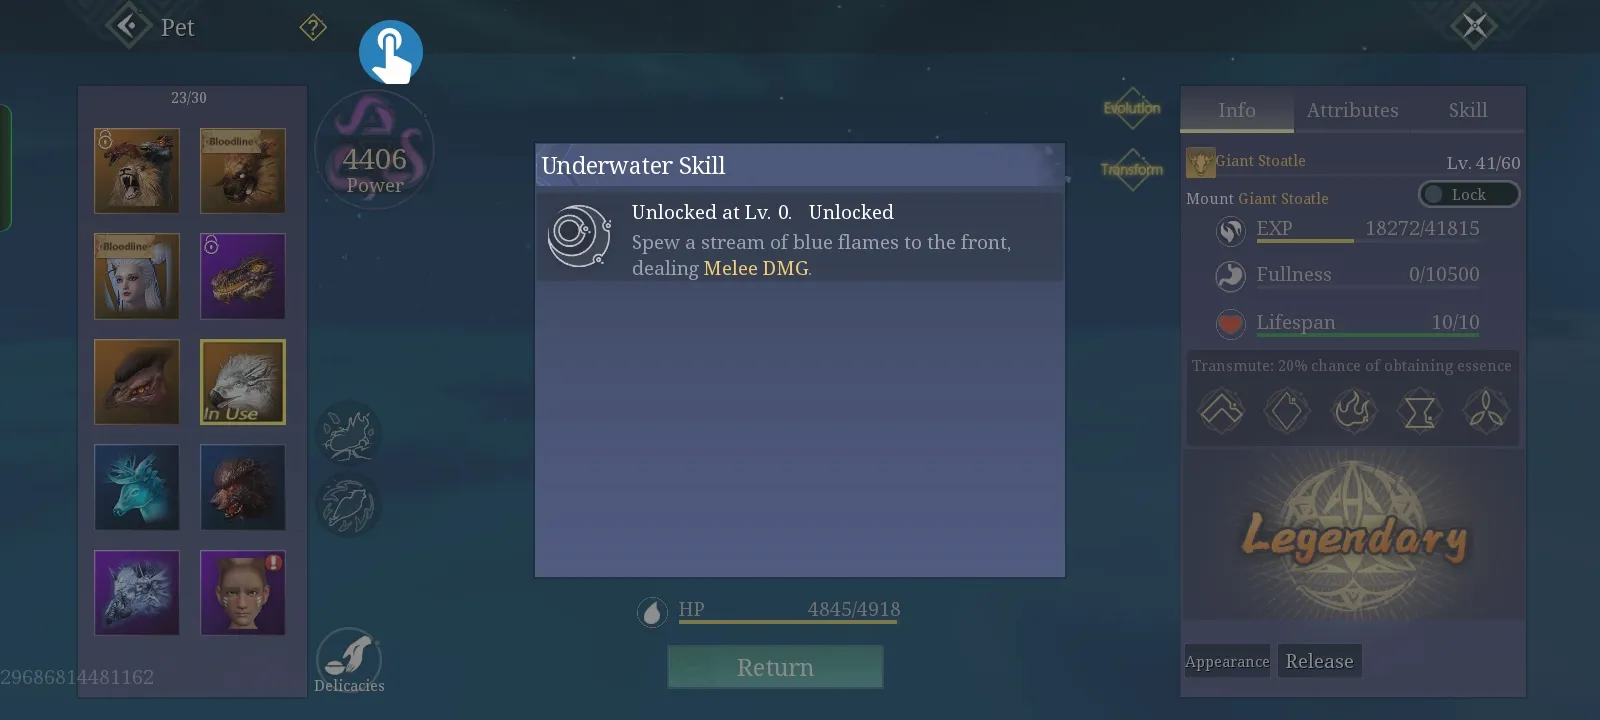 Pet
?
23/30
Bloodline
Bloodline
In Use
4406
Power
Delicacies
29686814481162
Underwater Skill
Unlocked at Lv. 0. Unlocked
Spew a stream of blue flames to the front,
dealing Melee DMG.
HP 4845/4918
Return
Evolution
Transform
Info Attributes Skill
Giant Stoatle Lv. 41/60
Mount Giant Stoatle Lock
EXP 18272/41815
Fullness 0/10500
Lifespan 10/10
Transmute: 20% chance of obtaining essence
Legendary
Appearance Release